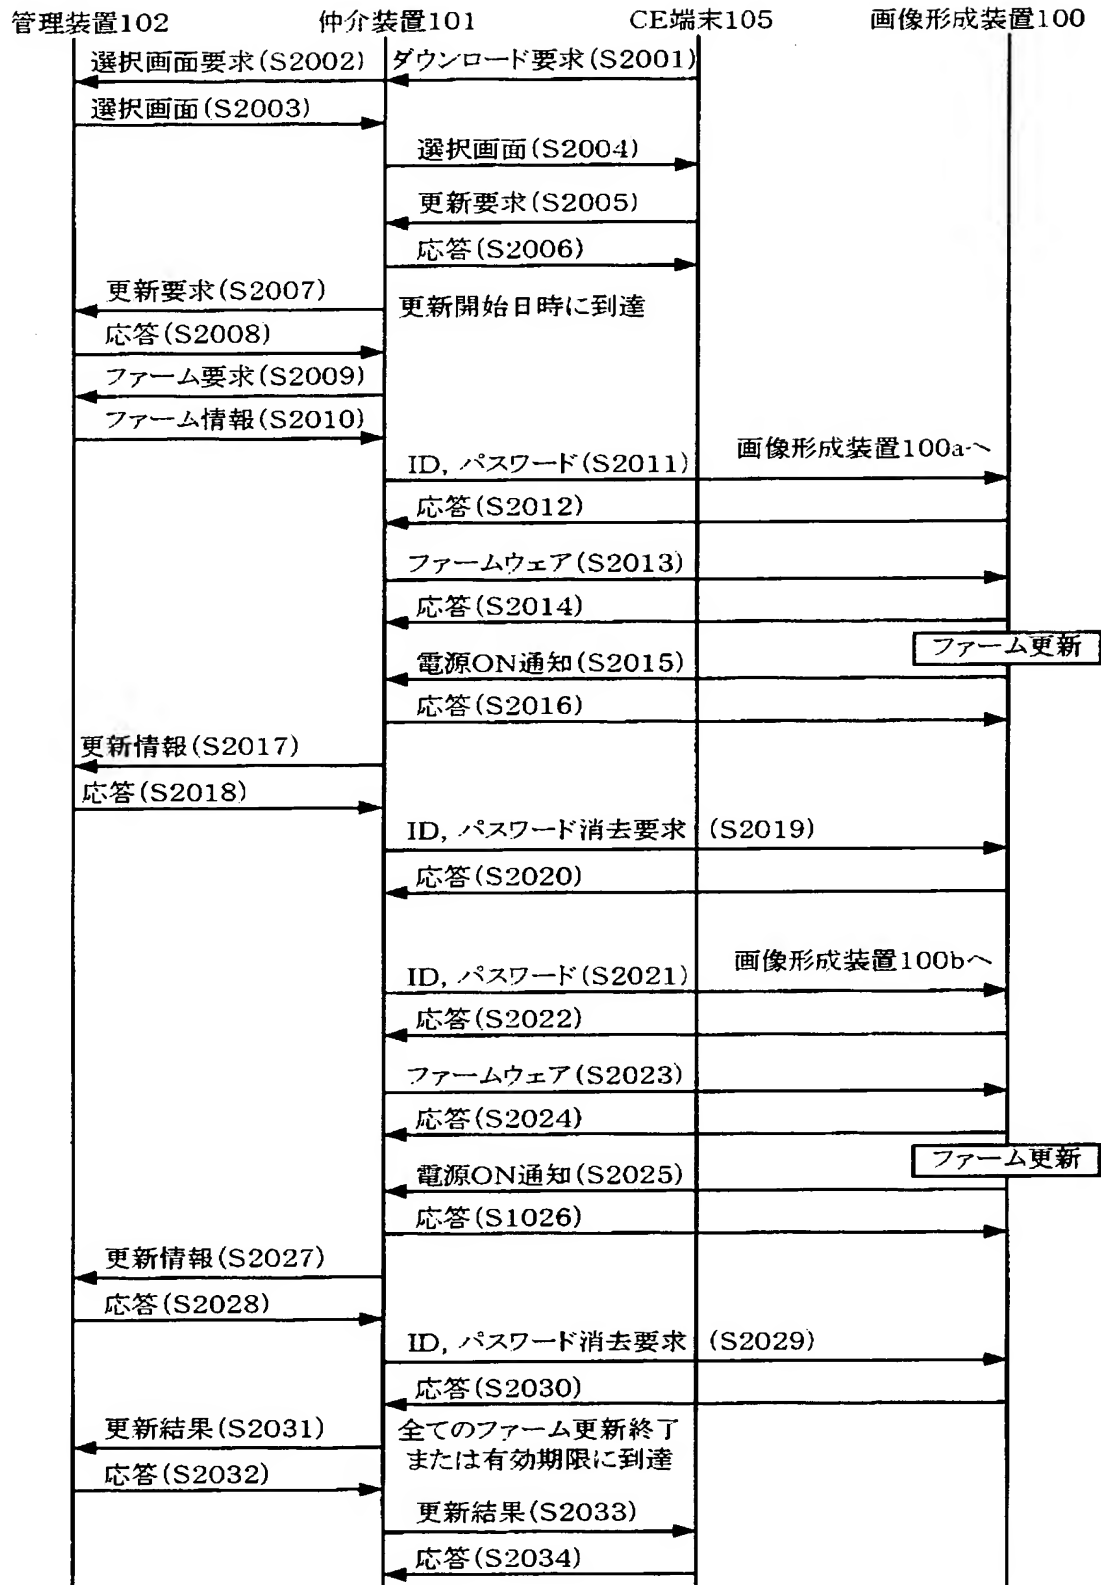 管理装置102 仲介装置101 CE端末105 画像形成装置100
選択画面要求(S2002) ダウンロード要求(S2001)
選択画面(S2003)
選択画面(S2004)
更新要求(S2005)
応答(S2006)
更新要求(S2007)
更新開始日時に到達
応答(S2008)
ファーム要求(S2009)
ファーム情報(S2010)
画像形成装置100aへ
ID, パスワード(S2011)
応答(S2012)
ファームウェア(S2013)
応答(S2014)
ファーム更新
電源ON通知(S2015)
応答(S2016)
更新情報(S2017)
応答(S2018)
ID, パスワード消去要求 (S2019)
応答(S2020)
画像形成装置100bへ
ID, パスワード(S2021)
応答(S2022)
ファームウェア(S2023)
応答(S2024)
ファーム更新
電源ON通知(S2025)
応答(S1026)
更新情報(S2027)
応答(S2028)
ID, パスワード消去要求 (S2029)
応答(S2030)
更新結果(S2031)
全てのファーム更新終了
または有効期限に到達
応答(S2032)
更新結果(S2033)
応答(S2034)